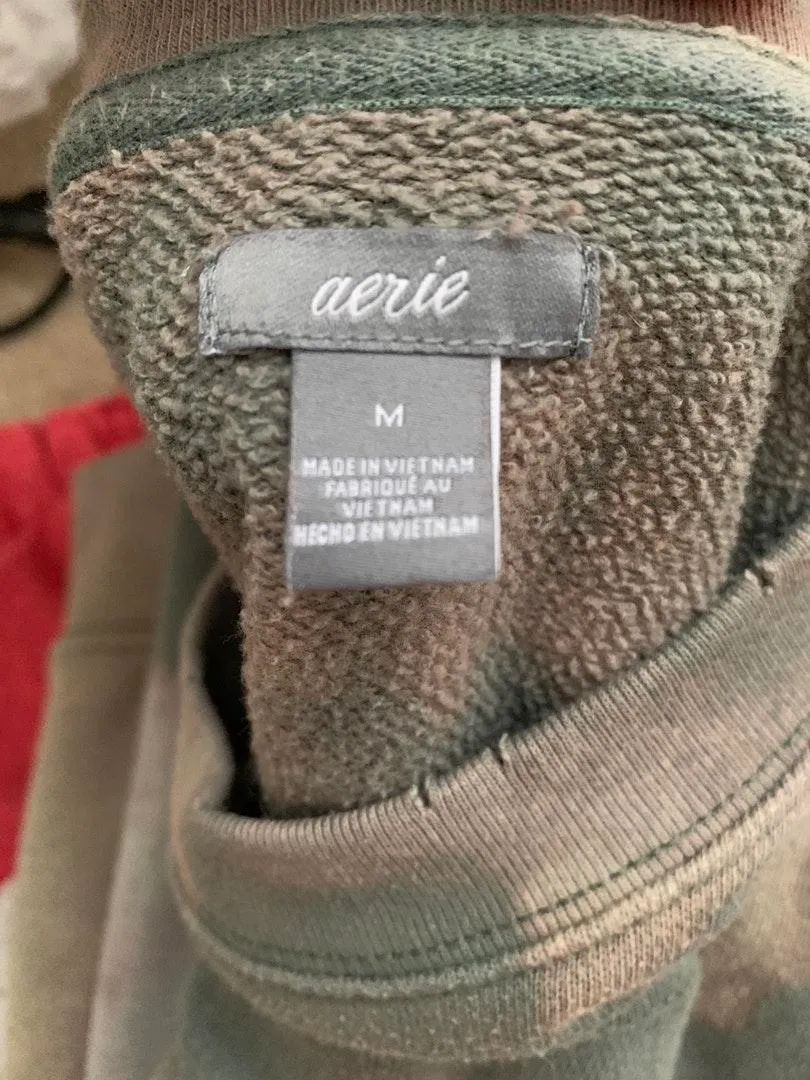 aerie
M
MADE IN VIETNAM
FABRIQUÉ AU
VIETNAM
HECHO EN VIETNAM